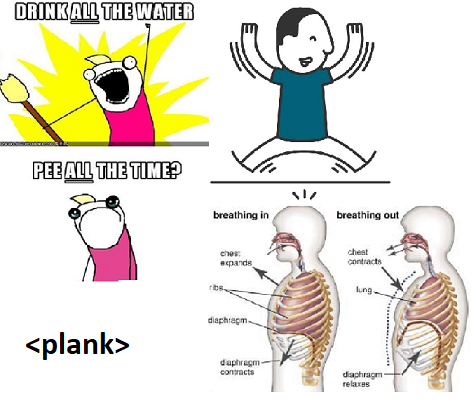 DRINK ALL THE WATER
PEE ALL THE TIME?
<plank>
breathing in
chest
expands
ribs
diaphragm
diaphragm
contracts
breathing out
chest
contracts
lung
diaphragm
relaxes